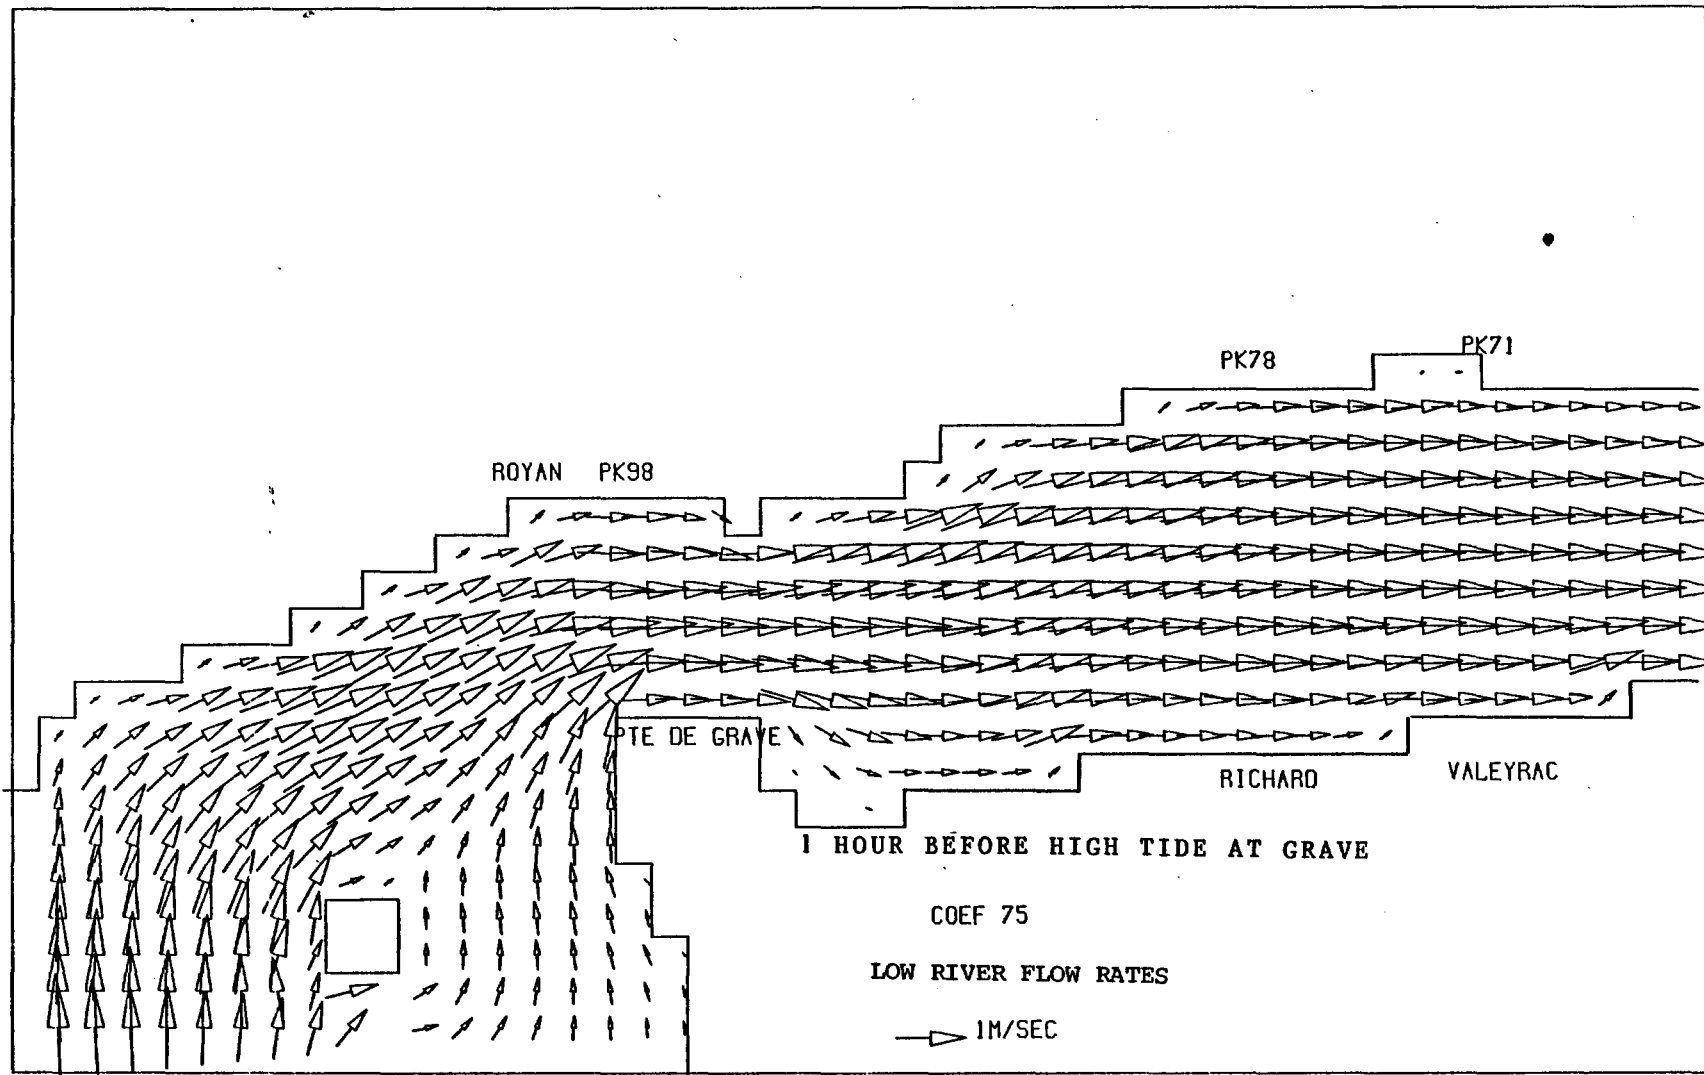 PK78
PK71
ROYAN PK98
PTE DE GRAVE
RICHARD
VALEYRAC
1 HOUR BEFORE HIGH TIDE AT GRAVE
COEF 75
LOW RIVER FLOW RATES
1M/SEC